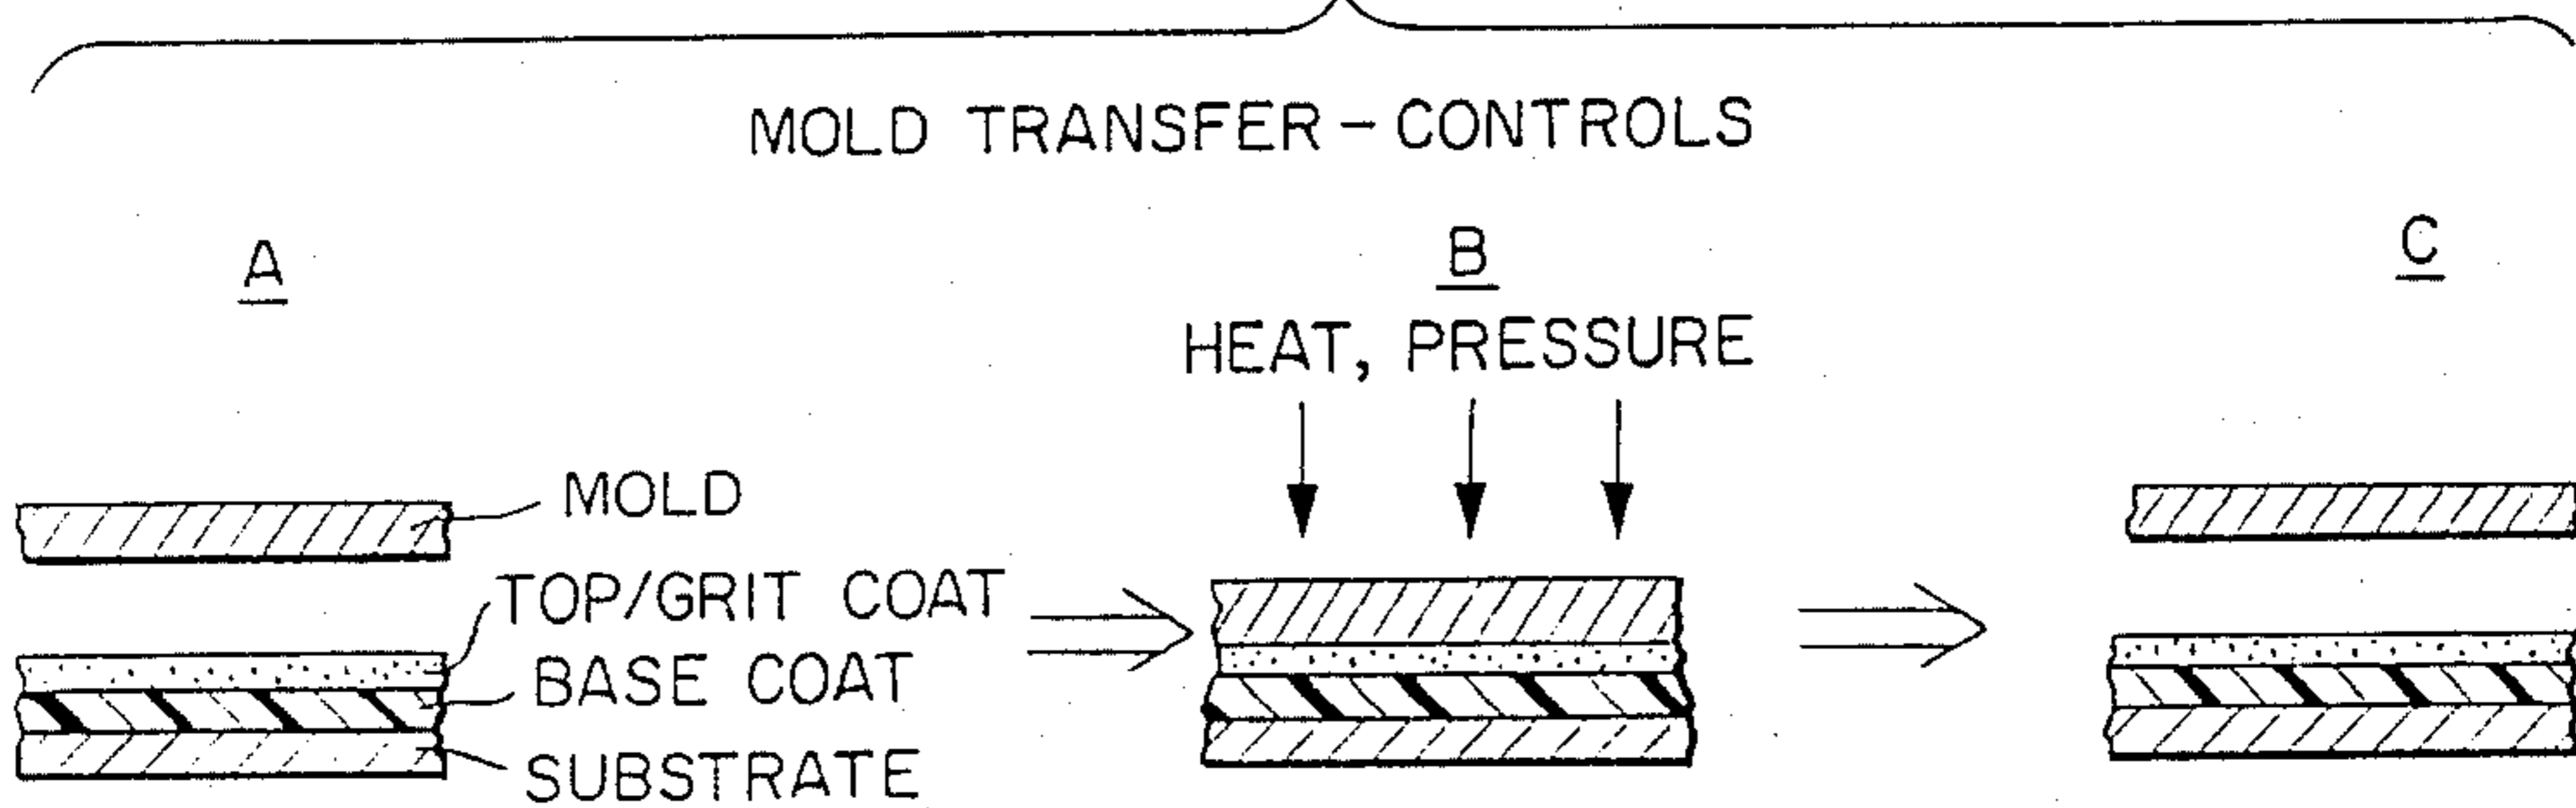 MOLD TRANSFER - CONTROLS
A
B
C
HEAT, PRESSURE
MOLD
TOP/GRIT COAT
BASE COAT
SUBSTRATE